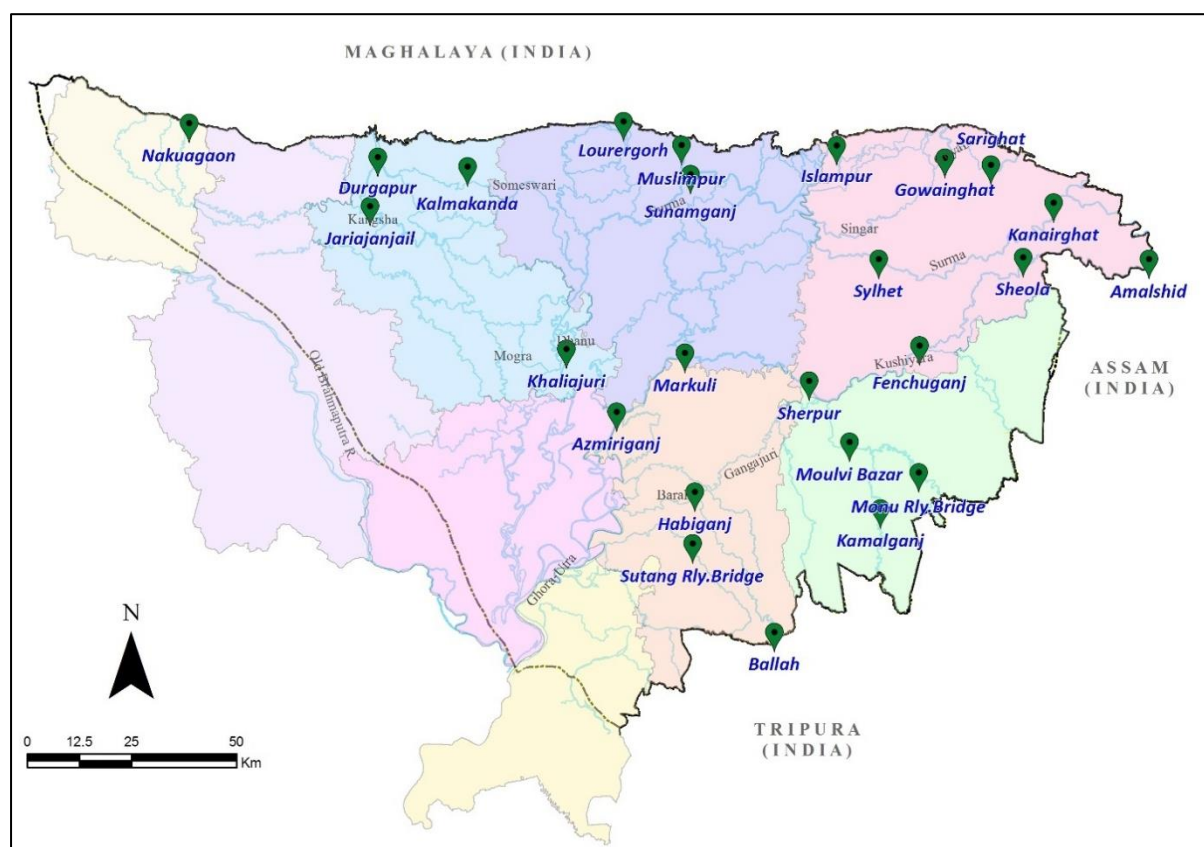 MAGHALAYA (INDIA)
Nakuagaon
Lourergorh
Sarighat
Durgapur
Kalmakanda
Someswari
Muslimpur
Islampur
Gowainghat
Kangsha
Jariajanjail
Sunamganj
Singar
Kanairghat
Surma
Sylhet
Sheola
Amalshid
Old Brahmaputra R.
Mogra
Dhanu
Khaliajuri
Markuli
Kushiyara
Fenchuganj
ASSAM
(INDIA)
Sherpur
Azmiriganj
Gangajuri
Moulvi Bazar
Monu Rly.Bridge
Habiganj
Kamalganj
Sutang Rly.Bridge
Ghora-Utra
Ballah
N
TRIPURA
(INDIA)
0 12.5 25 50
Km